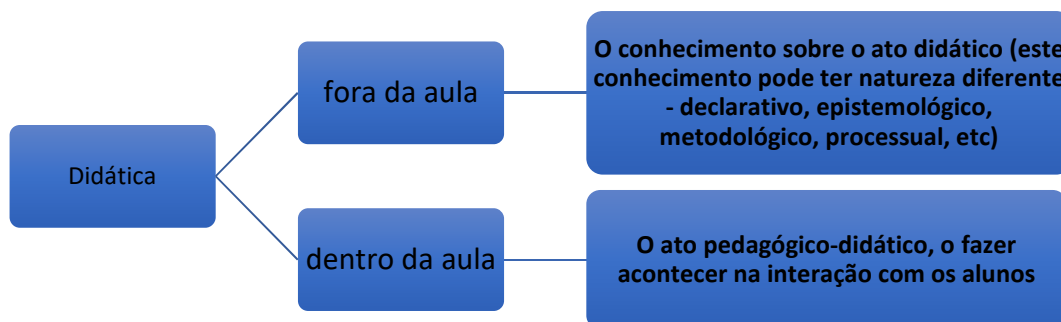 Didática
fora da aula
O conhecimento sobre o ato didático (este
conhecimento pode ter natureza diferente
- declarativo, epistemológico,
metodológico, processual, etc)
dentro da aula
O ato pedagógico-didático, o fazer
acontecer na interação com os alunos